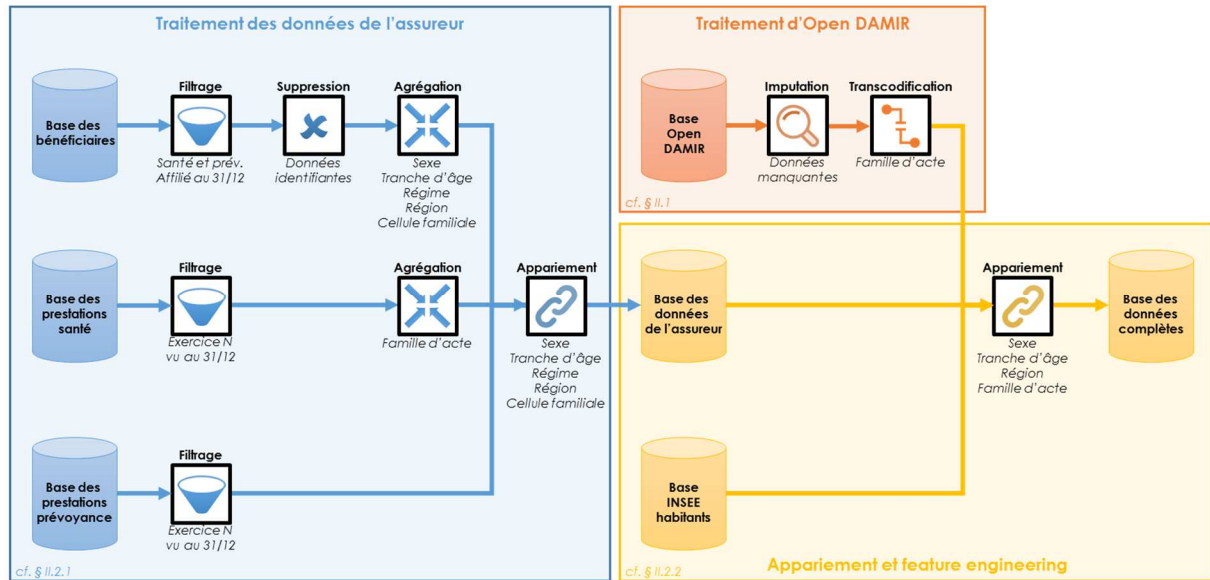 Traitement des données de l'assureur
Base des
bénéficiaires
Filtrage
Santé et prév.
Affilié au 31/12
Suppression
Données
identifiantes
Agrégation
Sexe
Tranche d'âge
Régime
Région
Cellule familiale
Base des
prestations
santé
Filtrage
Exercice N
vu au 31/12
Agrégation
Famille d'acte
Appariement
Sexe
Tranche d'âge
Régime
Région
Cellule familiale
Base des
prestations
prévoyance
Filtrage
Exercice N
vu au 31/12
cf. § II.2.1
Traitement d'Open DAMIR
Base
Open
DAMIR
Imputation
Données
manquantes
Transcodification
Famille d'acte
cf. § II.1
Base des
données
de l'assureur
Appariement
Sexe
Tranche d'âge
Région
Famille d'acte
Base des
données
complètes
Base
INSEE
habitants
cf. § II.2.2
Appariement et feature engineering